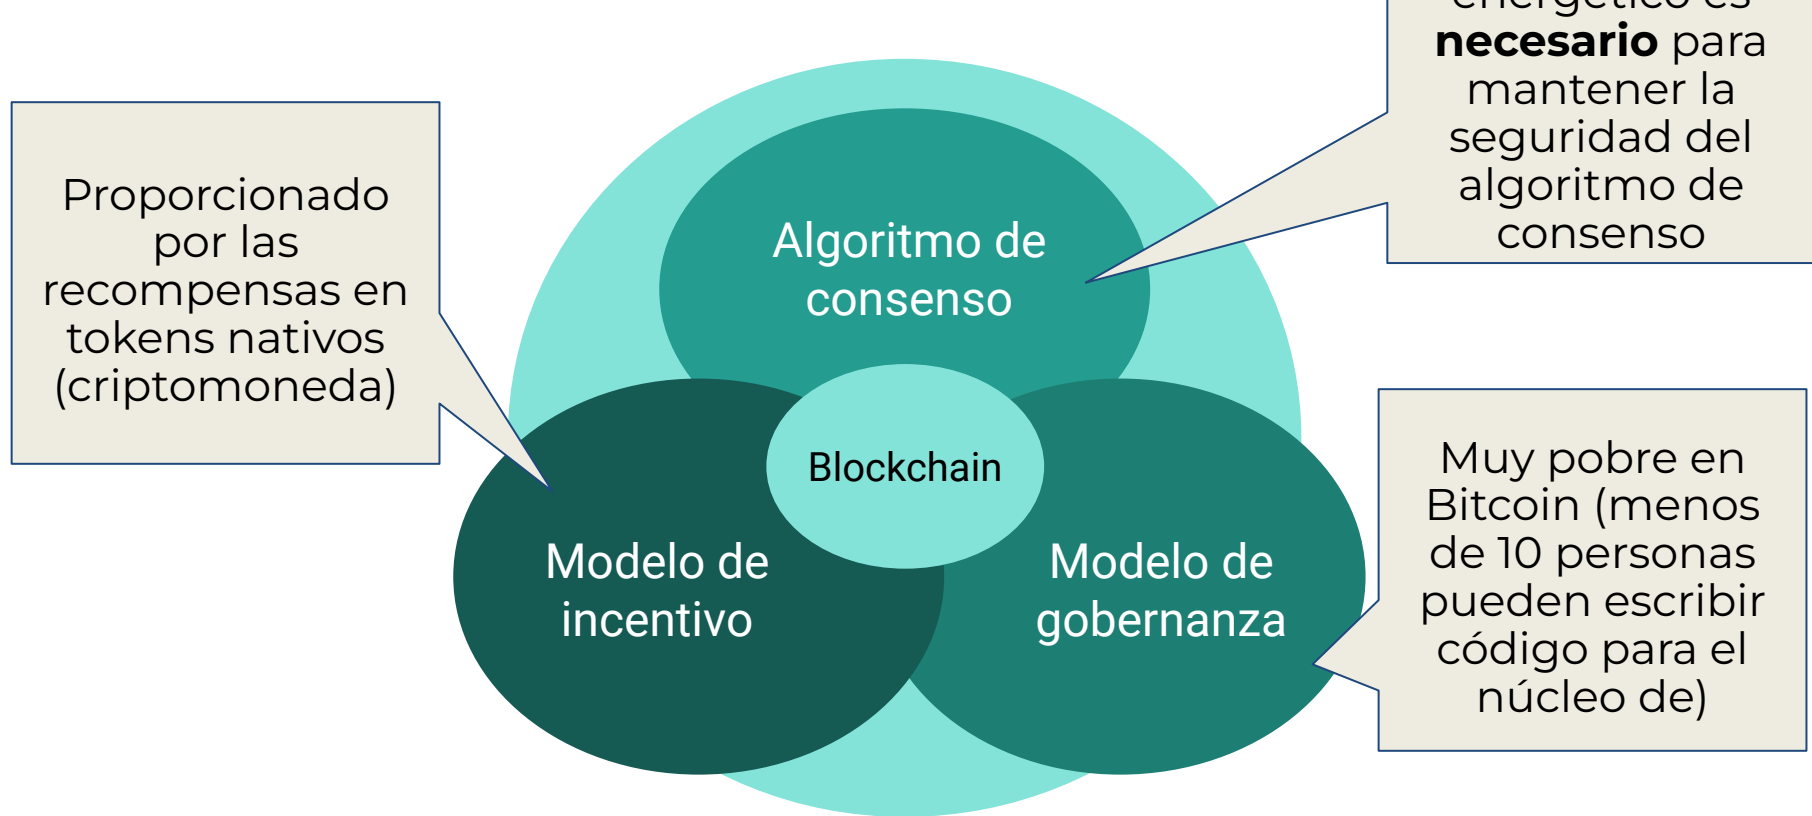 energético es
necesario para
mantener la
seguridad del
algoritmo de
consenso
Proporcionado
por las
recompensas en
tokens nativos
(criptomoneda)
Algoritmo de
consenso
Blockchain
Modelo de
incentivo
Modelo de
gobernanza
Muy pobre en
Bitcoin (menos
de 10 personas
pueden escribir
código para el
núcleo de)